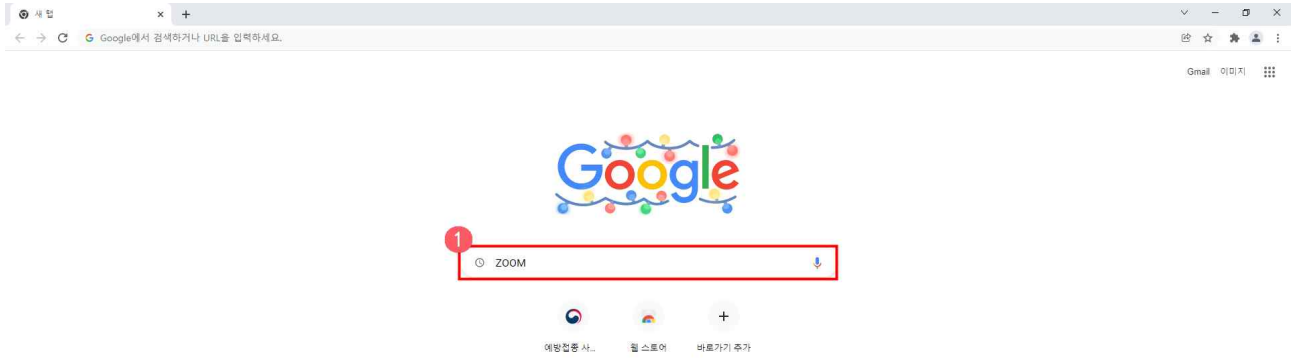 새 탭
Google에서 검색하거나 URL을 입력하세요.
Gmail 이미지
Google
1
ZOOM
예방접종 사... 웹 스토어 바로가기 추가